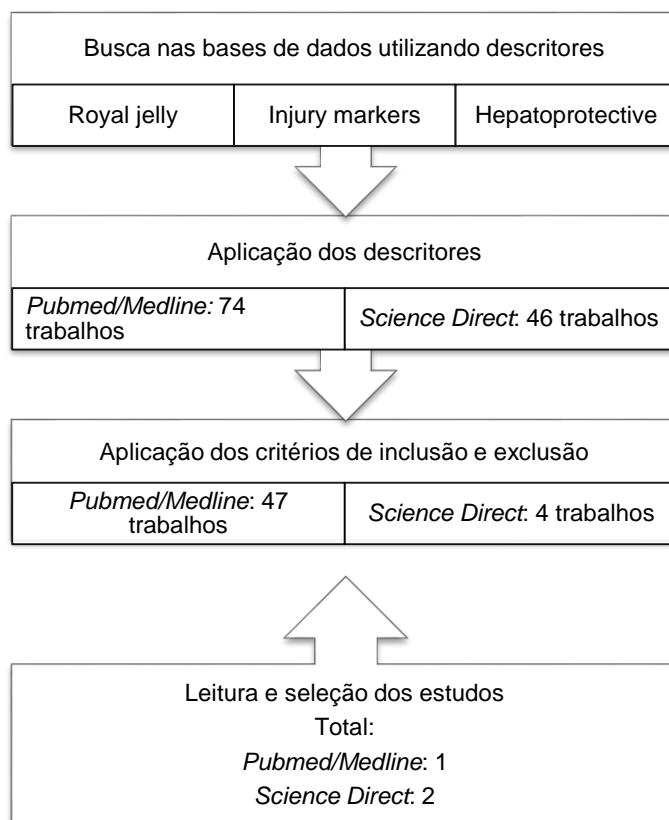 Busca nas bases de dados utilizando descritores
Royal jelly
Injury markers
Hepatoprotective
Aplicação dos descritores
Pubmed/Medline: 74
trabalhos
Science Direct: 46 trabalhos
Aplicação dos critérios de inclusão e exclusão
Pubmed/Medline: 47
trabalhos
Science Direct: 4 trabalhos
Leitura e seleção dos estudos
Total:
Pubmed/Medline: 1
Science Direct: 2